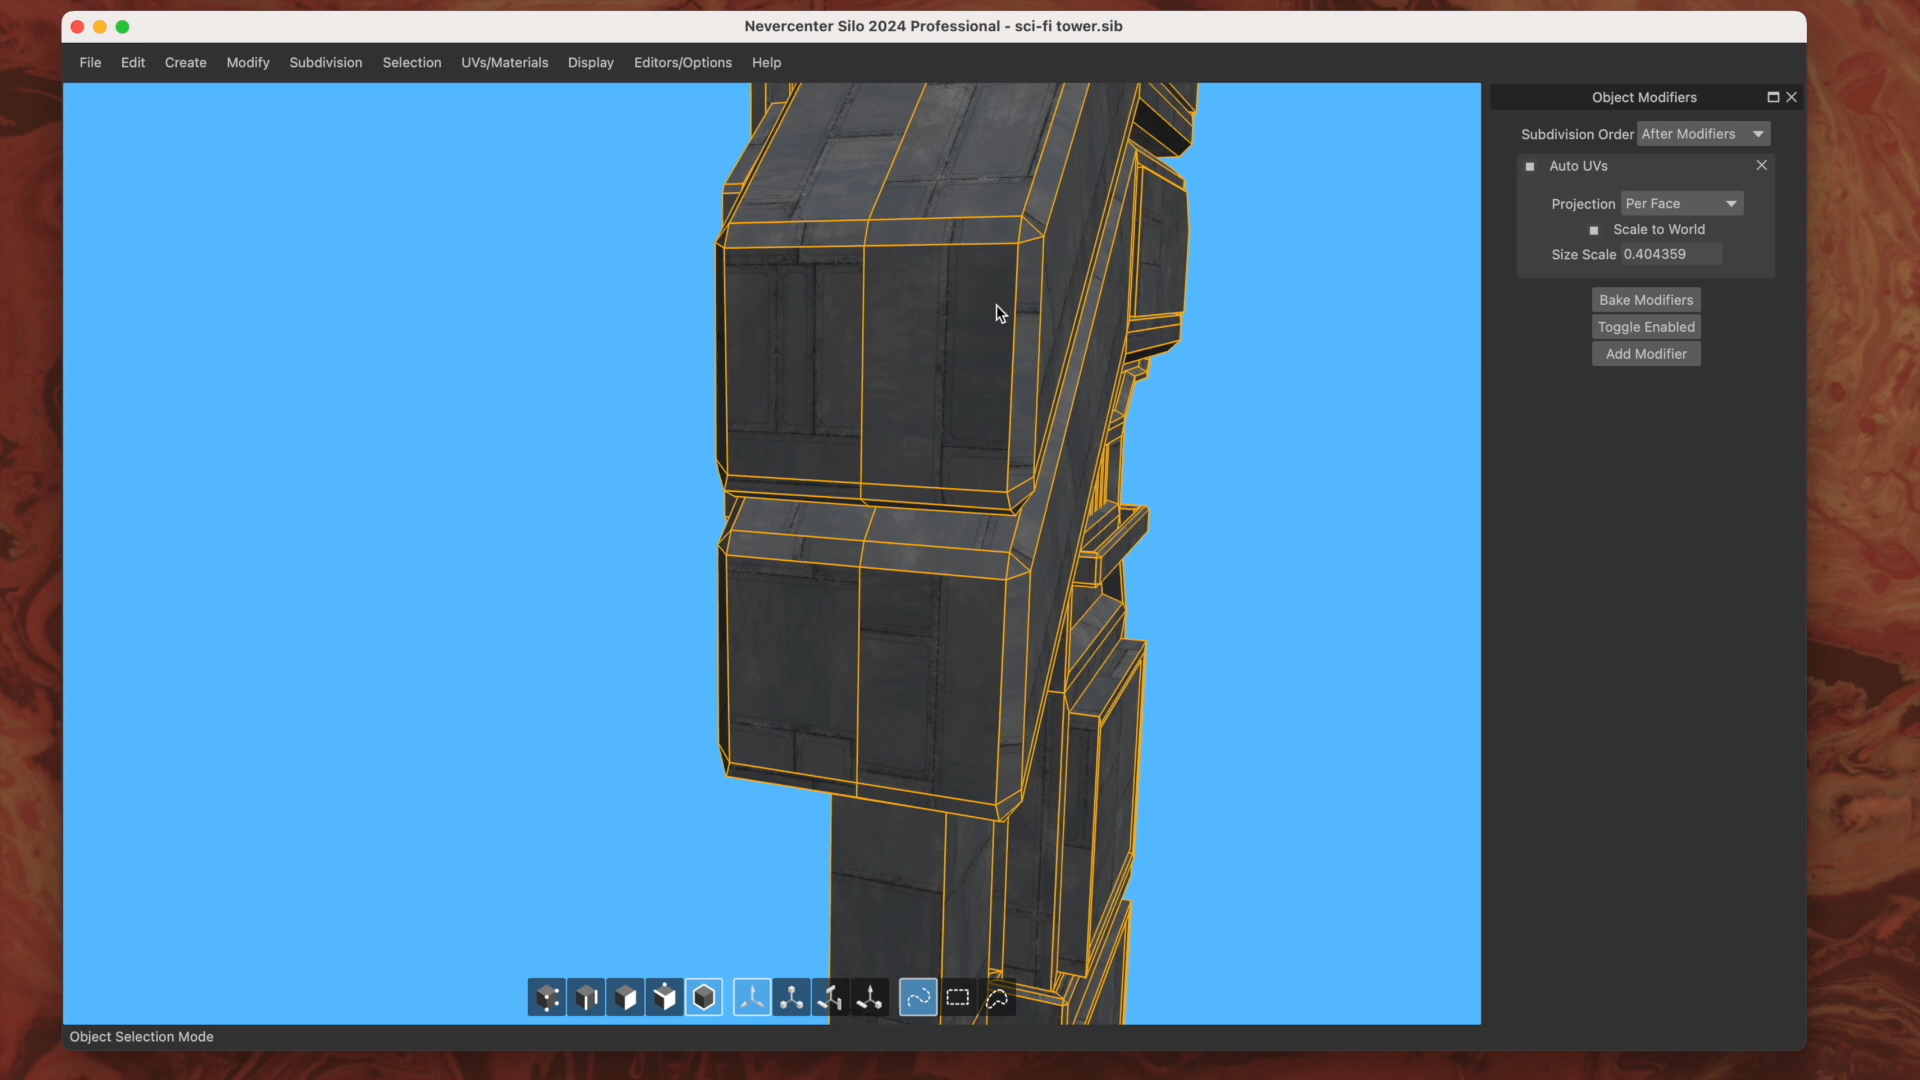 Nevercenter Silo 2024 Professional - sci-fi tower.sib
File Edit Create Modify Subdivision Selection UVs/Materials Display Editors/Options Help
Object Modifiers
Subdivision Order After Modifiers
Auto UVs
Projection Per Face
Scale to World
Size Scale 0.404359
Bake Modifiers
Toggle Enabled
Add Modifier
Object Selection Mode